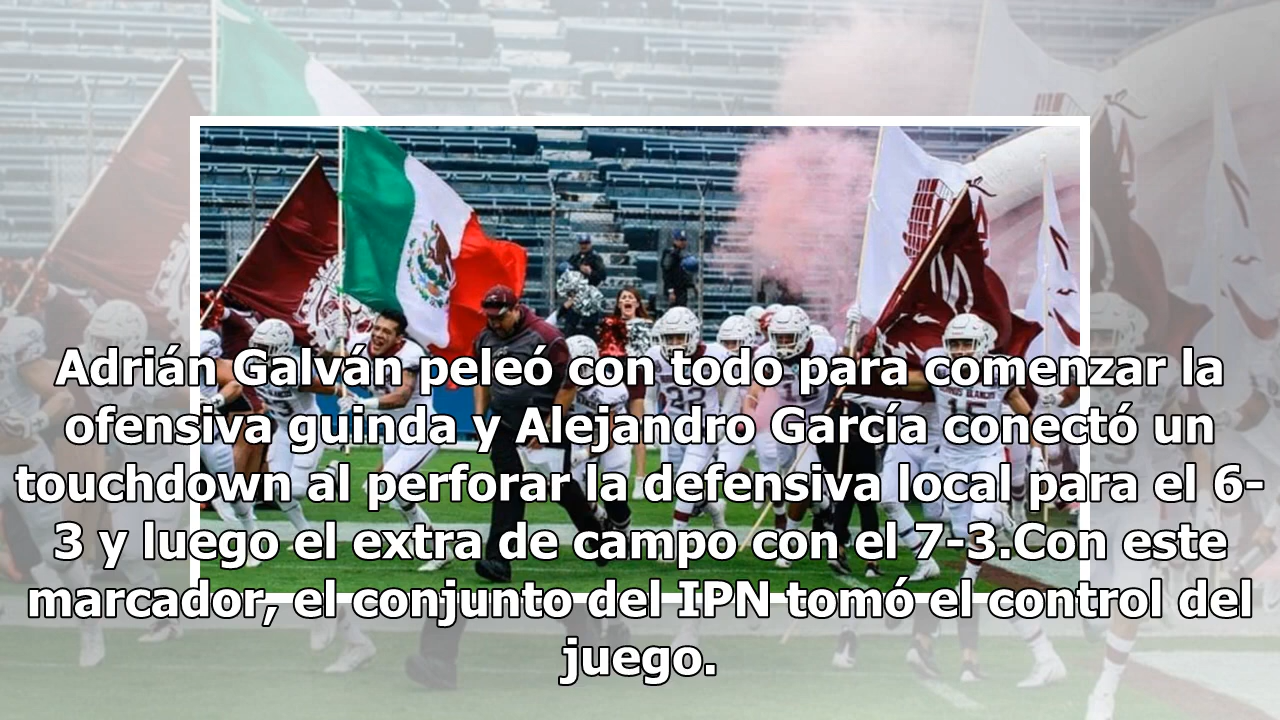 Adrián Galván peleó con todo para comenzar la
ofensiva guinda y Alejandro García conectó un
touchdown al perforar la defensiva local para el 6-
3 y luego el extra de campo con el 7-3.Con este
marcador, el conjunto del IPN tomó el control del
juego.
22
15